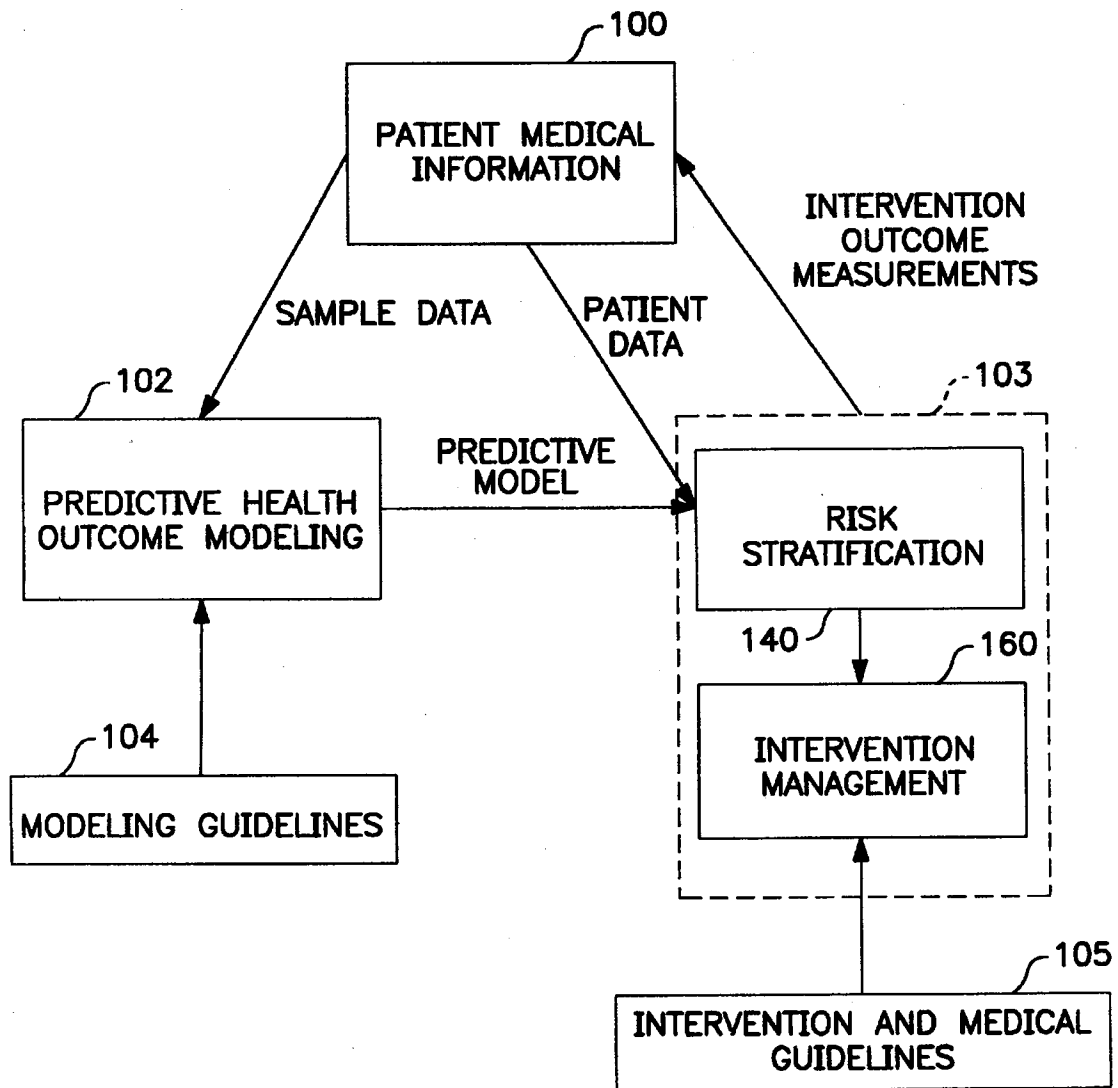 100
PATIENT MEDICAL
INFORMATION
INTERVENTION
OUTCOME
MEASUREMENTS
SAMPLE DATA
PATIENT
DATA
102
103
PREDICTIVE HEALTH
OUTCOME MODELING
PREDICTIVE
MODEL
RISK
STRATIFICATION
140
160
104
MODELING GUIDELINES
INTERVENTION
MANAGEMENT
105
INTERVENTION AND MEDICAL
GUIDELINES